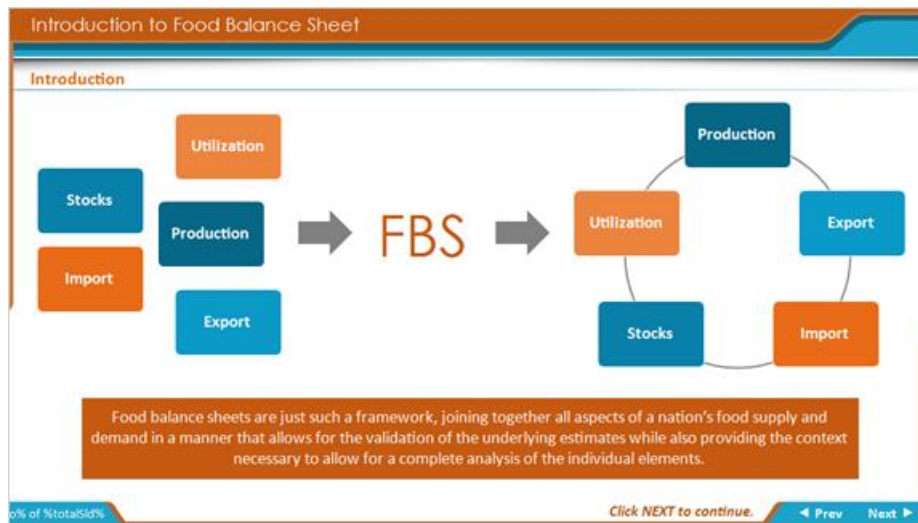 Introduction to Food Balance Sheet
Introduction
Utilization
Stocks
Production
Import
Export
FBS
Production
Utilization
Export
Stocks
Import
Food balance sheets are just such a framework, joining together all aspects of a nation's food supply and
demand in a manner that allows for the validation of the underlying estimates while also providing the context
necessary to allow for a complete analysis of the individual elements.
o% of %totalSld%
Click NEXT to continue.
Prev
Next